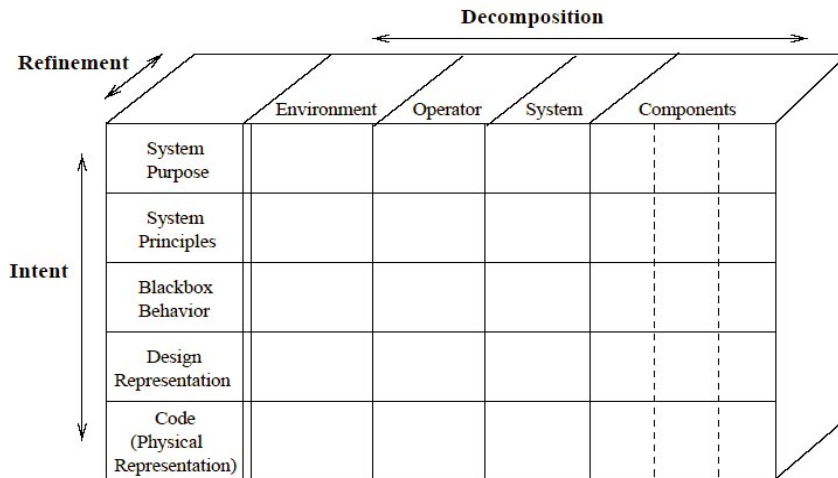 Decomposition
Refinement
Environment
Operator
System
Components
System
Purpose
System
Principles
Intent
Blackbox
Behavior
Design
Representation
Code
(Physical
Representation)